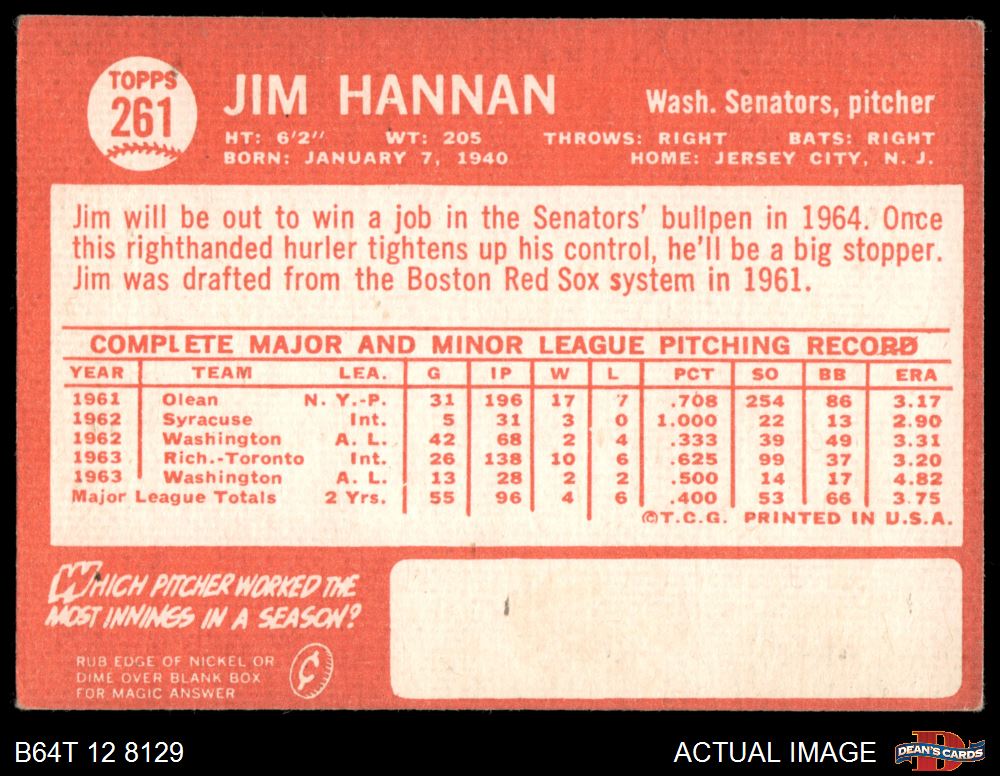 TOPPS
261
JIM HANNAN
Wash. Senators, pitcher
HT: 6'2" WT: 205 THROWS: RIGHT BATS: RIGHT
BORN: JANUARY 7, 1940 HOME: JERSEY CITY, N. J.
Jim will be out to win a job in the Senators' bullpen in 1964. Once
this righthanded hurler tightens up his control, he'll be a big stopper.
Jim was drafted from the Boston Red Sox system in 1961.
COMPLETE MAJOR AND MINOR LEAGUE PITCHING RECORD
YEAR TEAM LEA. G IP W L PCT SO BB ERA
1961 Olean N. Y.-P. 31 196 17 7 .708 254 86 3.17
1962 Syracuse Int. 5 31 3 0 1.000 22 13 2.90
1962 Washington A. L. 42 68 2 4 .333 39 49 3.31
1963 Rich.-Toronto Int. 26 138 10 6 .625 99 37 3.20
1963 Washington A. L. 13 28 2 2 .500 14 17 4.82
Major League Totals 2 Yrs. 55 96 4 6 .400 53 66 3.75
©T.C.G. PRINTED IN U.S.A.
WHICH PITCHER WORKED THE
MOST INNINGS IN A SEASON?
RUB EDGE OF NICKEL OR
DIME OVER BLANK BOX
FOR MAGIC ANSWER
¢
B64T 12 8129
ACTUAL IMAGE
D
DEAN'S CARDS